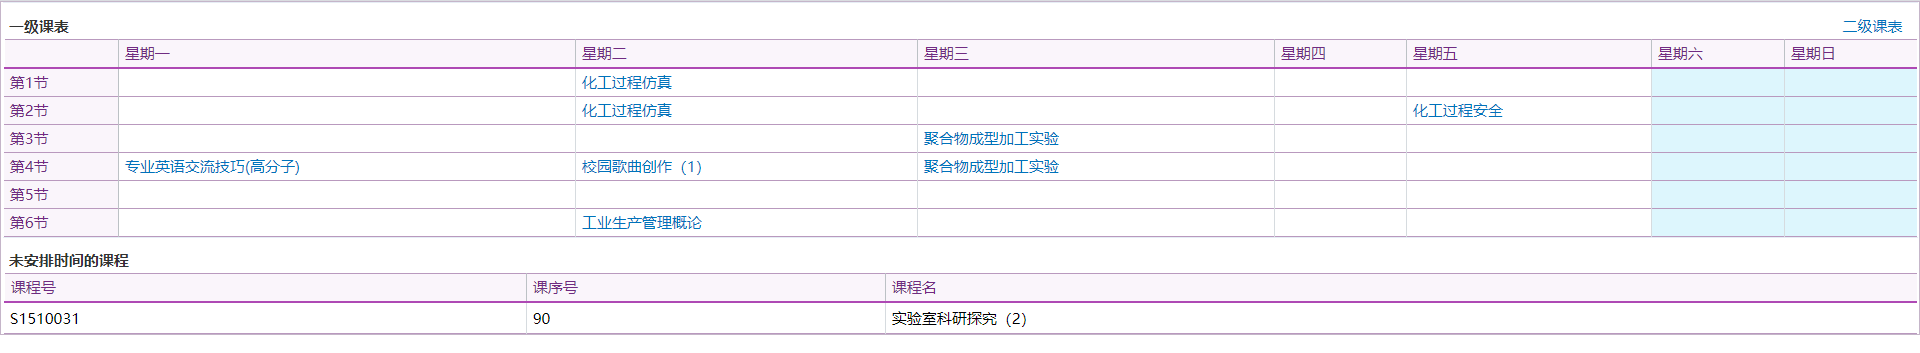 一级课表 二级课表
星期一 星期二 星期三 星期四 星期五 星期六 星期日
第1节 化工过程仿真
第2节 化工过程仿真 化工过程安全
第3节 聚合物成型加工实验
第4节 专业英语交流技巧(高分子) 校园歌曲创作（1） 聚合物成型加工实验
第5节
第6节 工业生产管理概论
未安排时间的课程
课程号 课序号 课程名
S1510031 90 实验室科研探究（2）